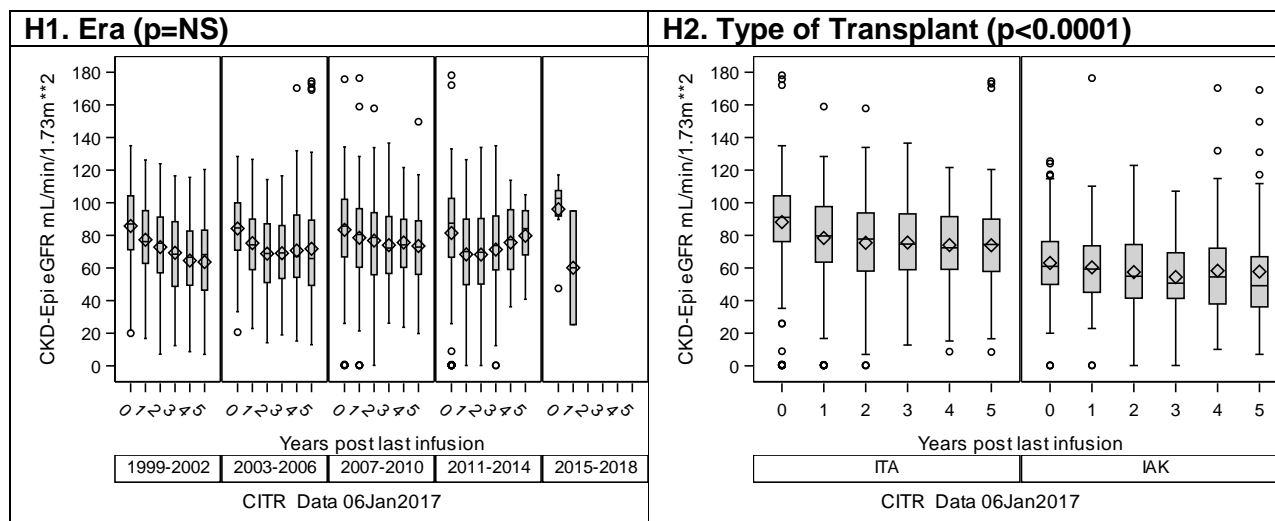 H1. Era (p=NS)
CKD-Epi eGFR mL/min/1.73m**2
180
160
140
120
100
80
60
40
20
0
0 1 2 3 4 5 0 1 2 3 4 5 0 1 2 3 4 5 0 1 2 3 4 5 0 1 2 3 4 5
Years post last infusion
1999-2002 2003-2006 2007-2010 2011-2014 2015-2018
CITR Data 06Jan2017
H2. Type of Transplant (p<0.0001)
CKD-Epi eGFR mL/min/1.73m**2
180
160
140
120
100
80
60
40
20
0
0 1 2 3 4 5 0 1 2 3 4 5
Years post last infusion
ITA IAK
CITR Data 06Jan2017